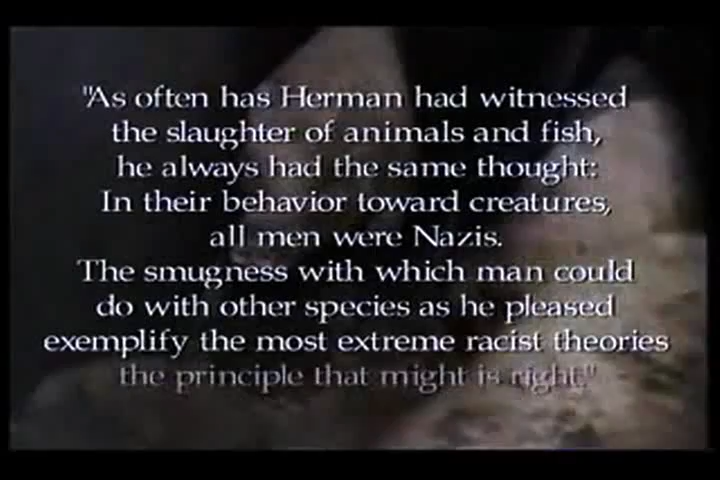 "As often has Herman had witnessed
the slaughter of animals and fish,
he always had the same thought:
In their behavior toward creatures,
all men were Nazis.
The smugness with which man could
do with other species as he pleased
exemplify the most extreme racist theories
the principle that might is right."